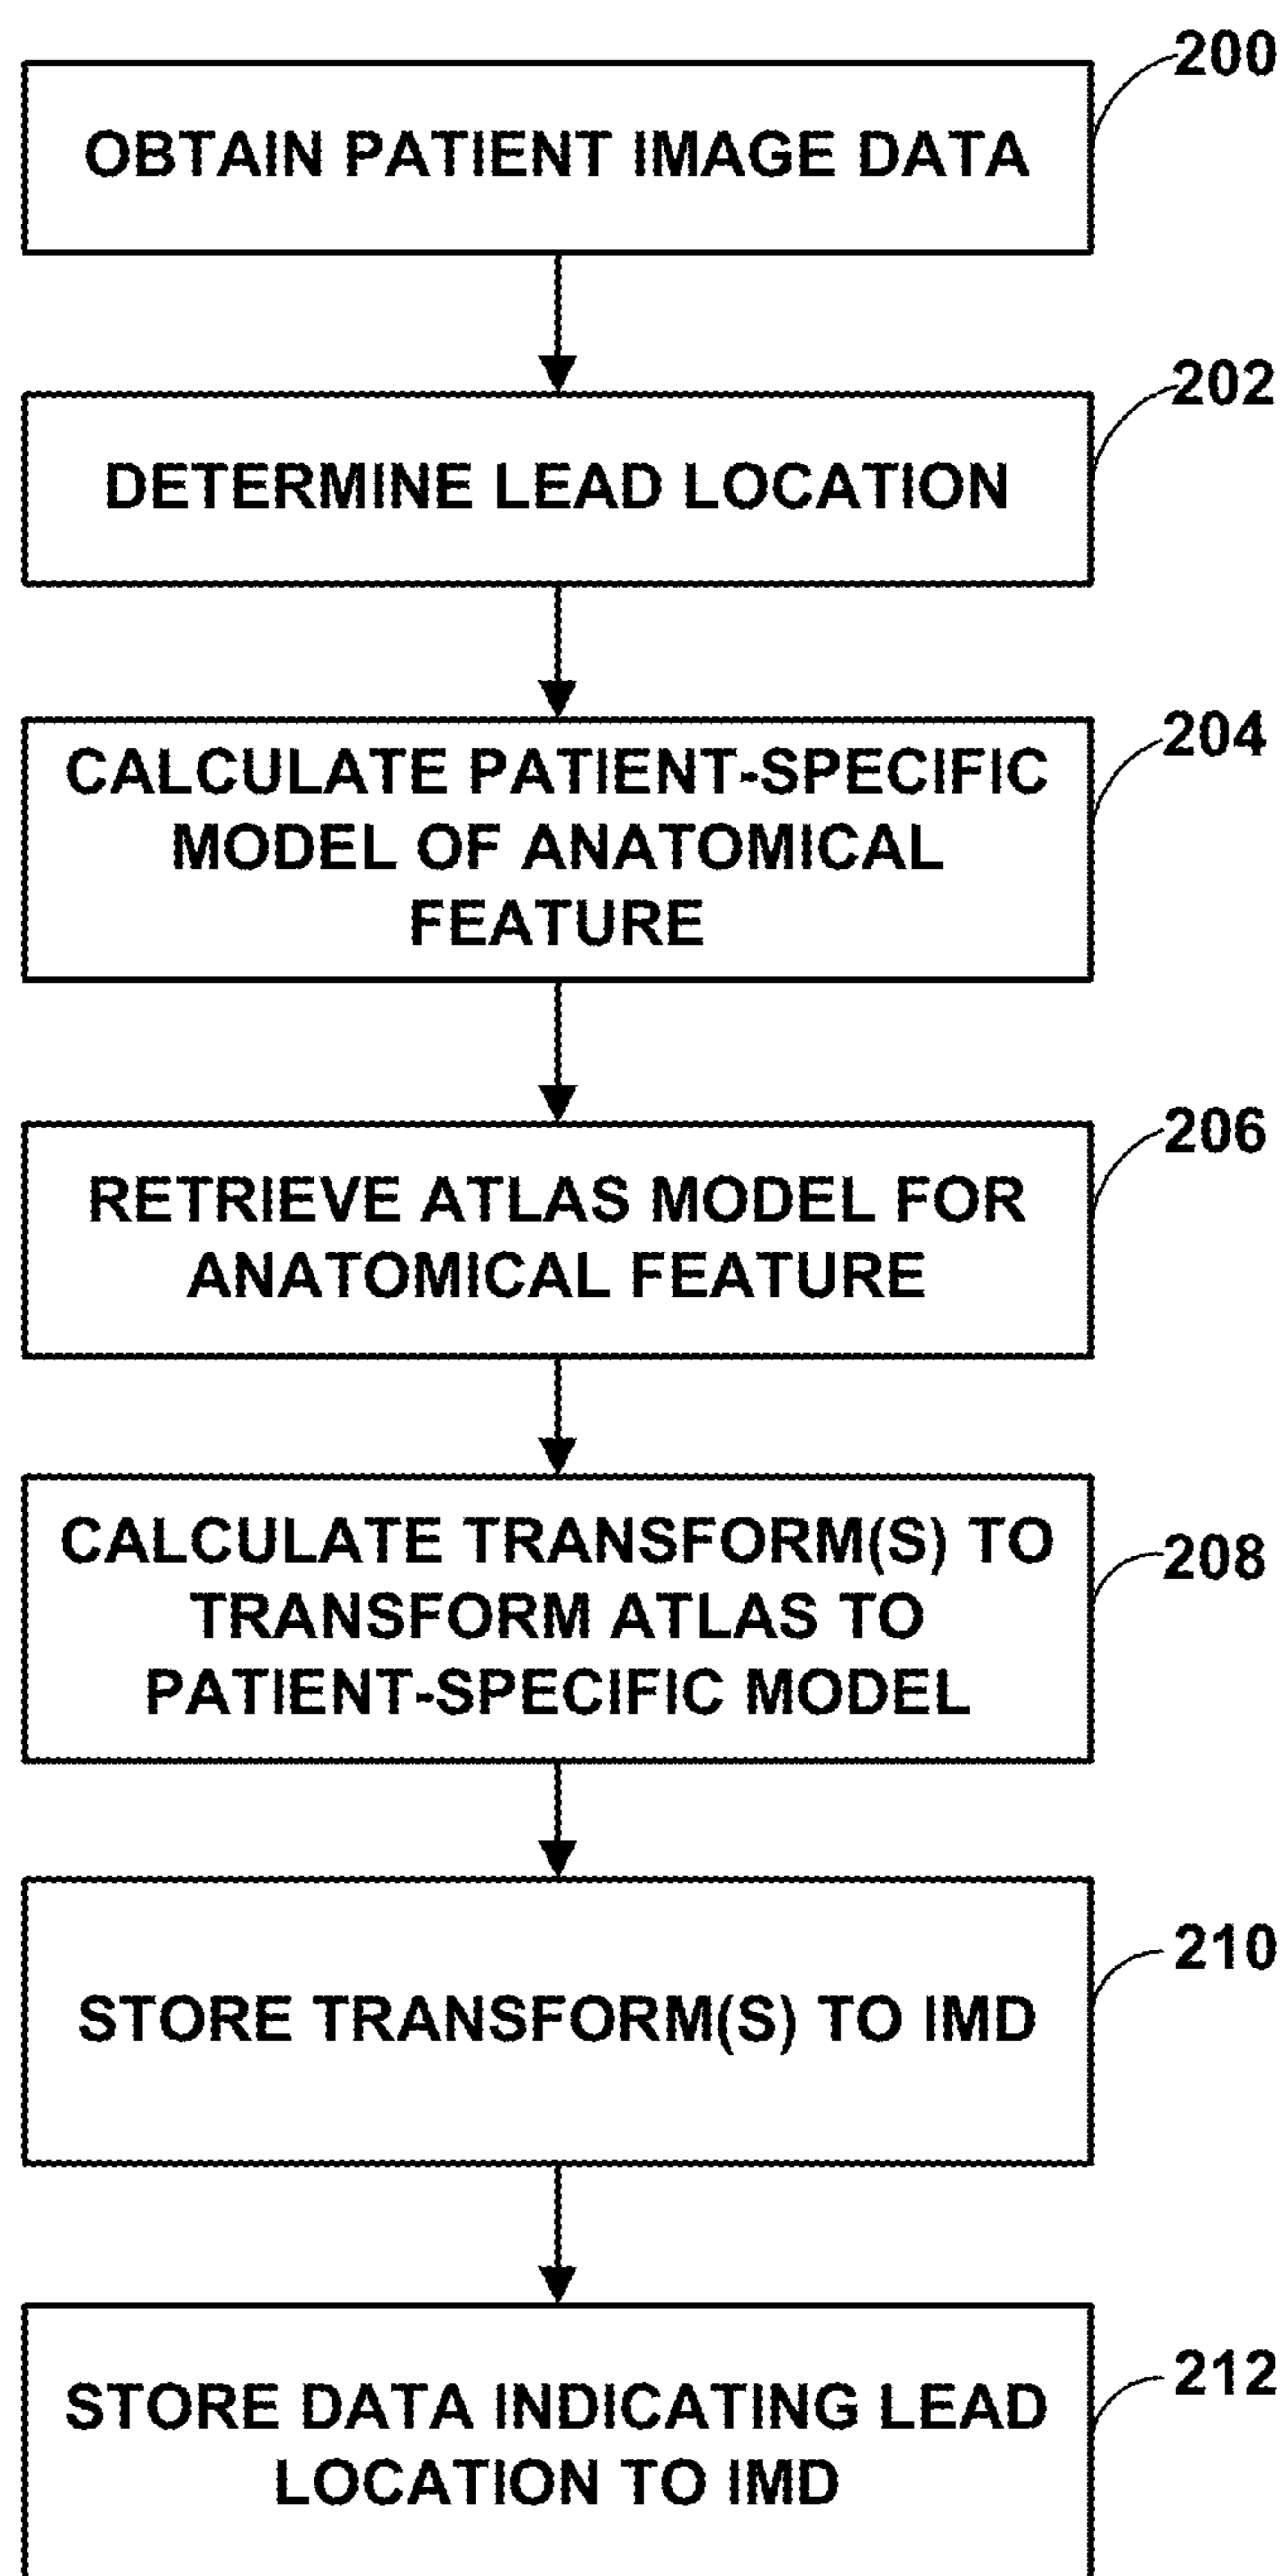 200
OBTAIN PATIENT IMAGE DATA
202
DETERMINE LEAD LOCATION
204
CALCULATE PATIENT-SPECIFIC
MODEL OF ANATOMICAL
FEATURE
206
RETRIEVE ATLAS MODEL FOR
ANATOMICAL FEATURE
208
CALCULATE TRANSFORM(S) TO
TRANSFORM ATLAS TO
PATIENT-SPECIFIC MODEL
210
STORE TRANSFORM(S) TO IMD
212
STORE DATA INDICATING LEAD
LOCATION TO IMD